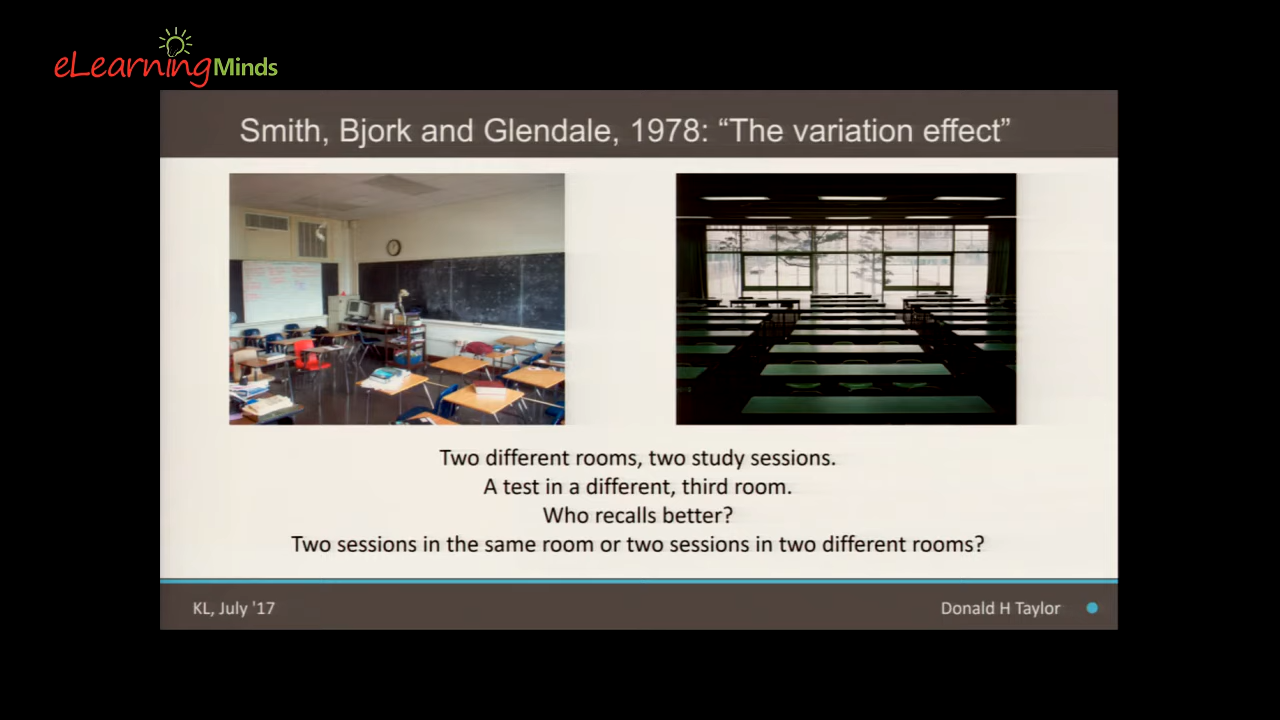 eLearningMinds
Smith, Bjork and Glendale, 1978: “The variation effect”
Two different rooms, two study sessions.
A test in a different, third room.
Who recalls better?
Two sessions in the same room or two sessions in two different rooms?
KL, July '17
Donald H Taylor